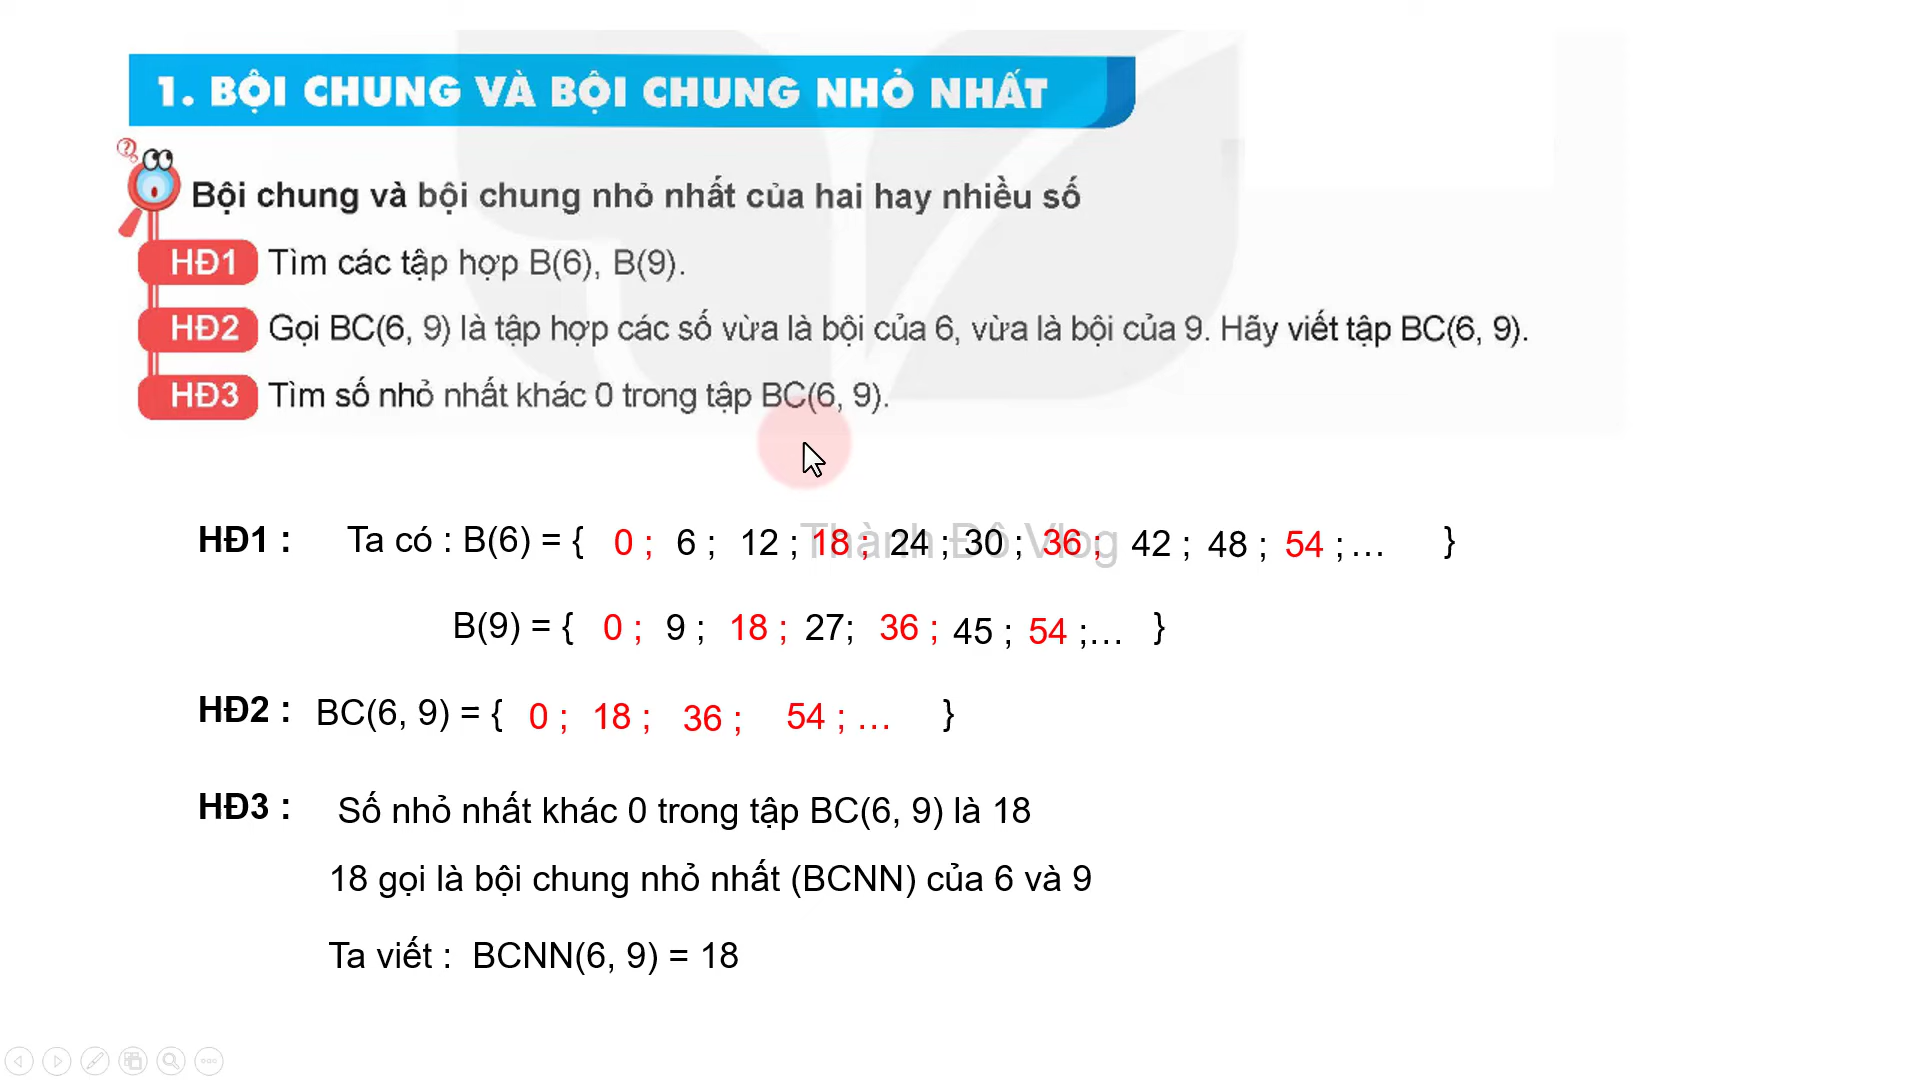 1. BỘI CHUNG VÀ BỘI CHUNG NHỎ NHẤT
?
Bội chung và bội chung nhỏ nhất của hai hay nhiều số
HĐ1 Tìm các tập hợp B(6), B(9).
HĐ2 Gọi BC(6, 9) là tập hợp các số vừa là bội của 6, vừa là bội của 9. Hãy viết tập BC(6, 9).
HĐ3 Tìm số nhỏ nhất khác 0 trong tập BC(6, 9).
Thành Đô Vlog
HĐ1 : Ta có : B(6) = { 0 ; 6 ; 12 ; 18 ; 24 ; 30 ; 36 ; 42 ; 48 ; 54 ; … }
B(9) = { 0 ; 9 ; 18 ; 27; 36 ; 45 ; 54 ;… }
HĐ2 : BC(6, 9) = { 0 ; 18 ; 36 ; 54 ; … }
HĐ3 : Số nhỏ nhất khác 0 trong tập BC(6, 9) là 18
18 gọi là bội chung nhỏ nhất (BCNN) của 6 và 9
Ta viết : BCNN(6, 9) = 18